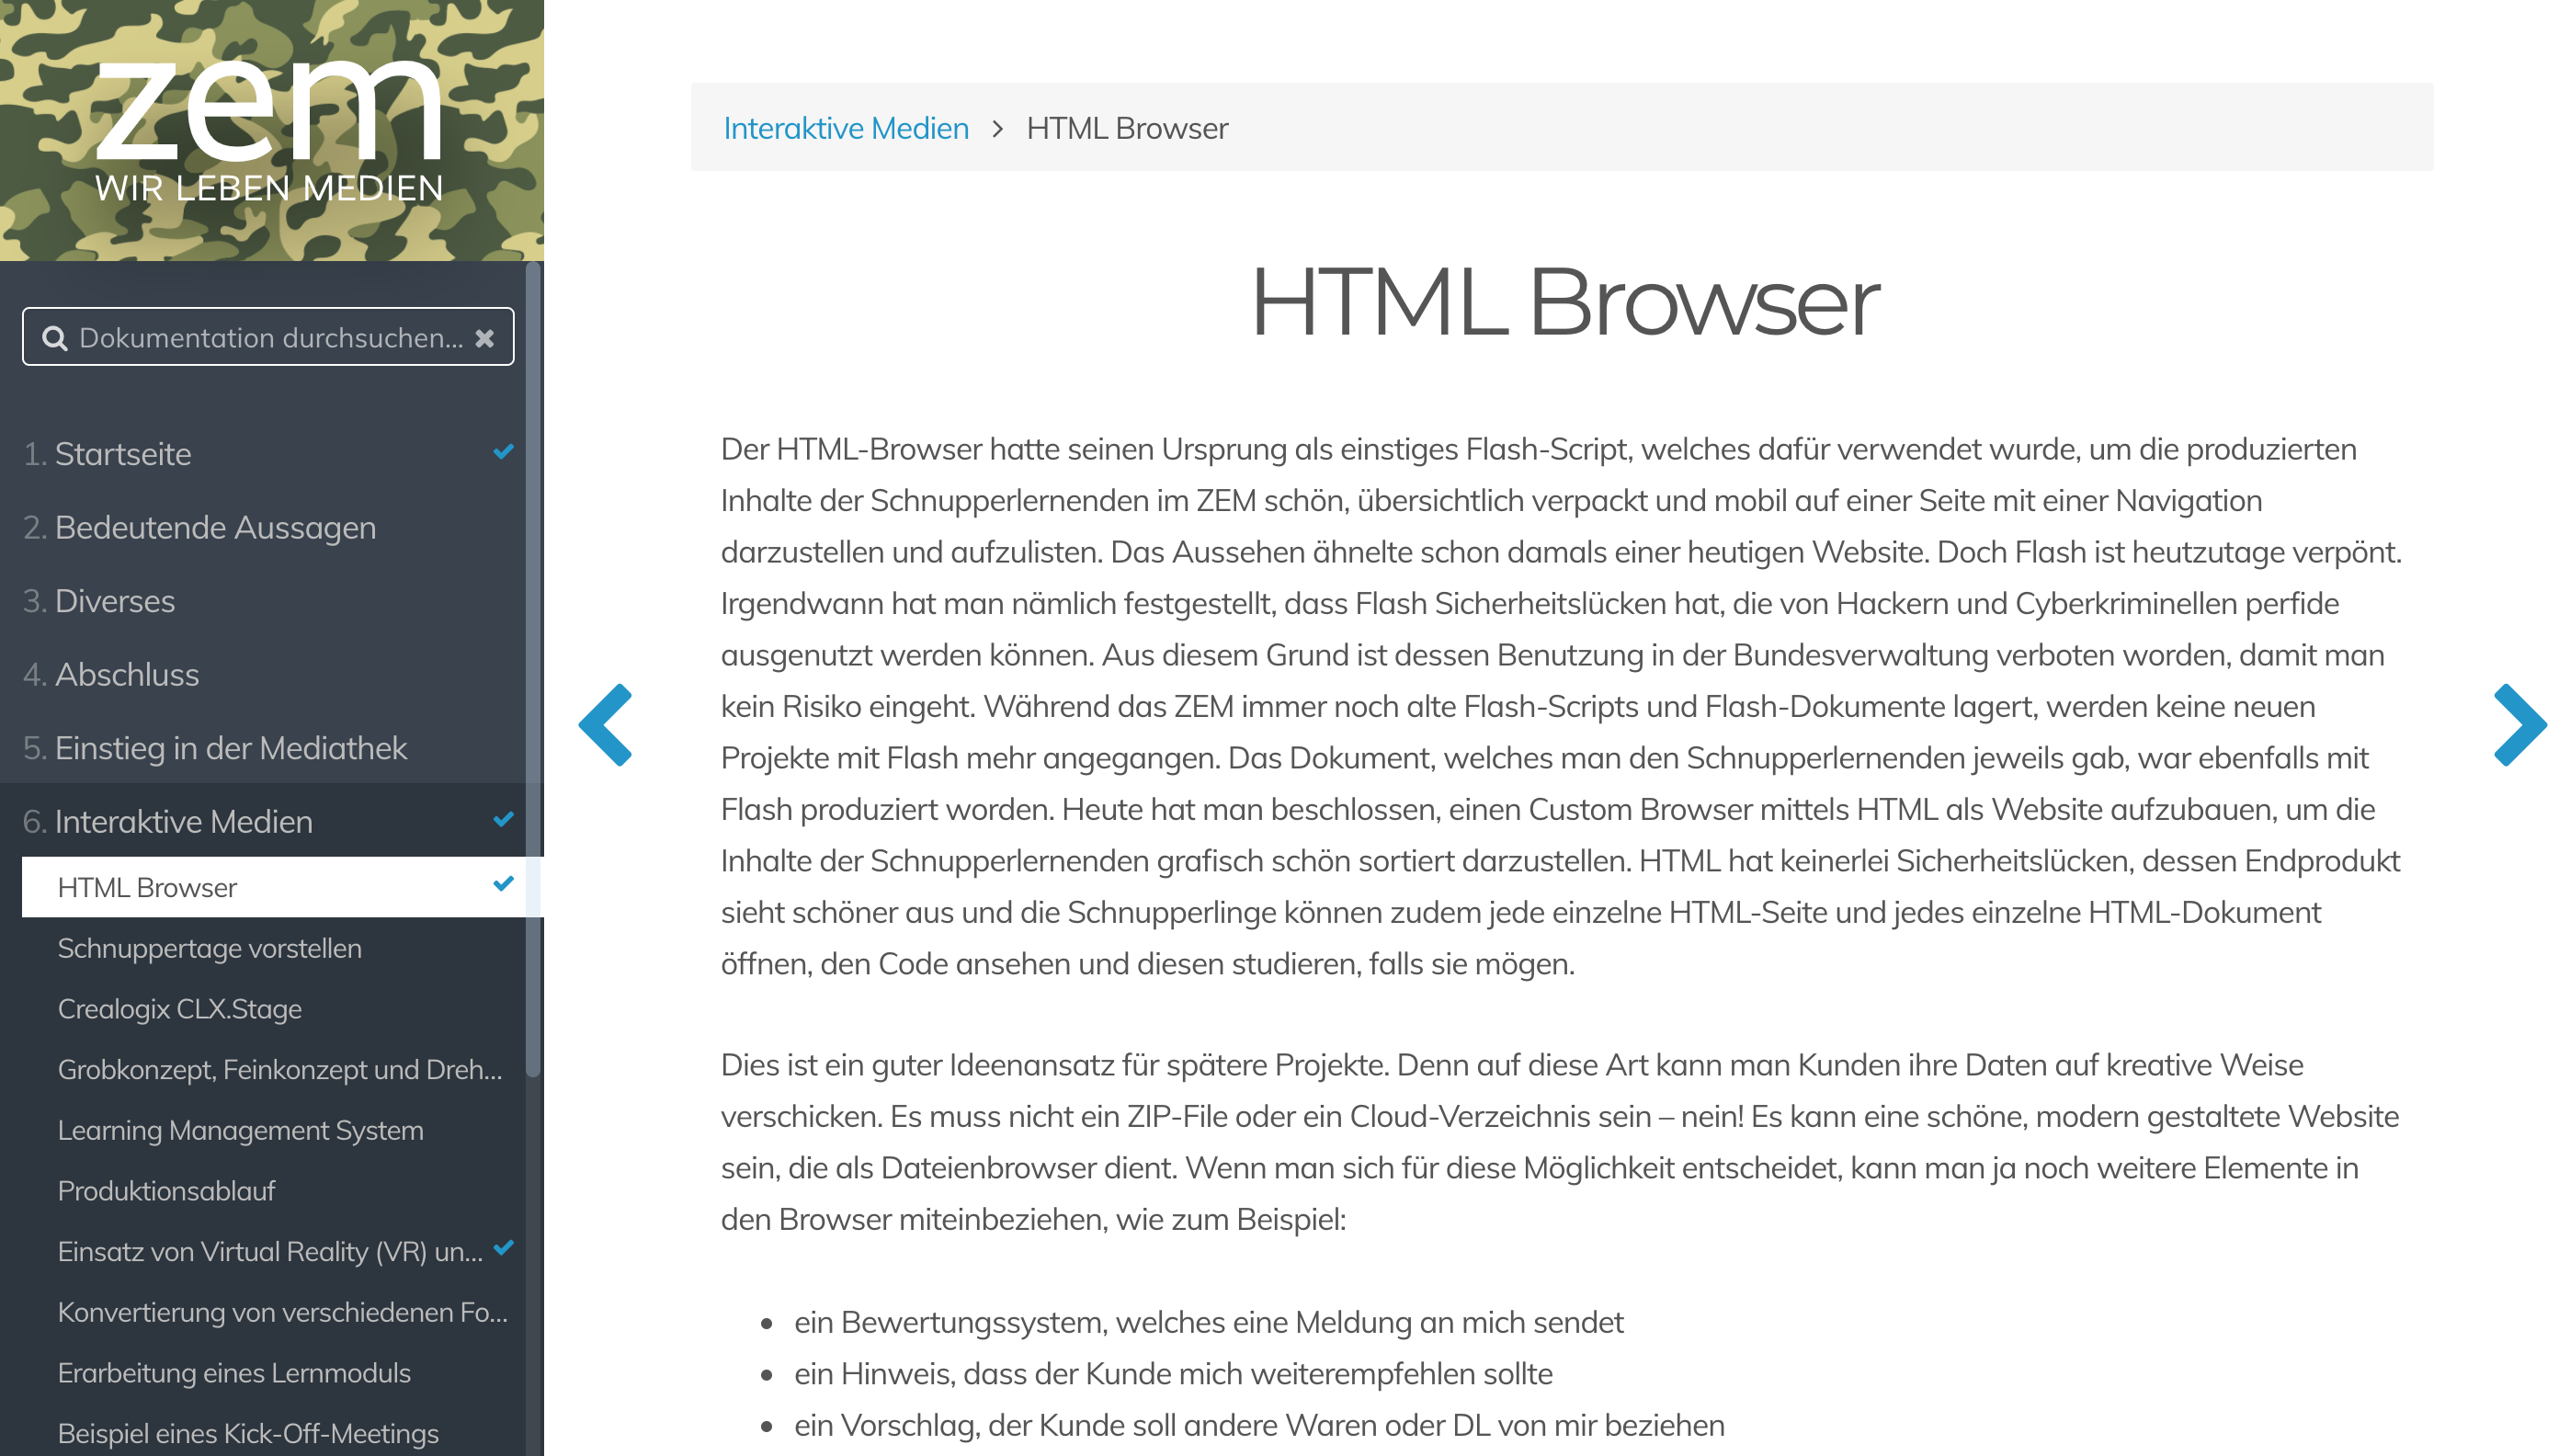 zem
WIR LEBEN MEDIEN
Dokumentation durchsuchen...
1. Startseite
2. Bedeutende Aussagen
3. Diverses
4. Abschluss
5. Einstieg in der Mediathek
6. Interaktive Medien
HTML Browser
Schnuppertage vorstellen
Crealogix CLX.Stage
Grobkonzept, Feinkonzept und Dreh...
Learning Management System
Produktionsablauf
Einsatz von Virtual Reality (VR) un...
Konvertierung von verschiedenen Fo...
Erarbeitung eines Lernmoduls
Beispiel eines Kick-Off-Meetings
Interaktive Medien > HTML Browser
HTML Browser
Der HTML-Browser hatte seinen Ursprung als einstiges Flash-Script, welches dafür verwendet wurde, um die produzierten
Inhalte der Schnupperlernenden im ZEM schön, übersichtlich verpackt und mobil auf einer Seite mit einer Navigation
darzustellen und aufzulisten. Das Aussehen ähnelte schon damals einer heutigen Website. Doch Flash ist heutzutage verpönt.
Irgendwann hat man nämlich festgestellt, dass Flash Sicherheitslücken hat, die von Hackern und Cyberkriminellen perfide
ausgenutzt werden können. Aus diesem Grund ist dessen Benutzung in der Bundesverwaltung verboten worden, damit man
kein Risiko eingeht. Während das ZEM immer noch alte Flash-Scripts und Flash-Dokumente lagert, werden keine neuen
Projekte mit Flash mehr angegangen. Das Dokument, welches man den Schnupperlernenden jeweils gab, war ebenfalls mit
Flash produziert worden. Heute hat man beschlossen, einen Custom Browser mittels HTML als Website aufzubauen, um die
Inhalte der Schnupperlernenden grafisch schön sortiert darzustellen. HTML hat keinerlei Sicherheitslücken, dessen Endprodukt
sieht schöner aus und die Schnupperlinge können zudem jede einzelne HTML-Seite und jedes einzelne HTML-Dokument
öffnen, den Code ansehen und diesen studieren, falls sie mögen.
Dies ist ein guter Ideenansatz für spätere Projekte. Denn auf diese Art kann man Kunden ihre Daten auf kreative Weise
verschicken. Es muss nicht ein ZIP-File oder ein Cloud-Verzeichnis sein – nein! Es kann eine schöne, modern gestaltete Website
sein, die als Dateienbrowser dient. Wenn man sich für diese Möglichkeit entscheidet, kann man ja noch weitere Elemente in
den Browser miteinbeziehen, wie zum Beispiel:
• ein Bewertungssystem, welches eine Meldung an mich sendet
• ein Hinweis, dass der Kunde mich weiterempfehlen sollte
• ein Vorschlag, der Kunde soll andere Waren oder DL von mir beziehen